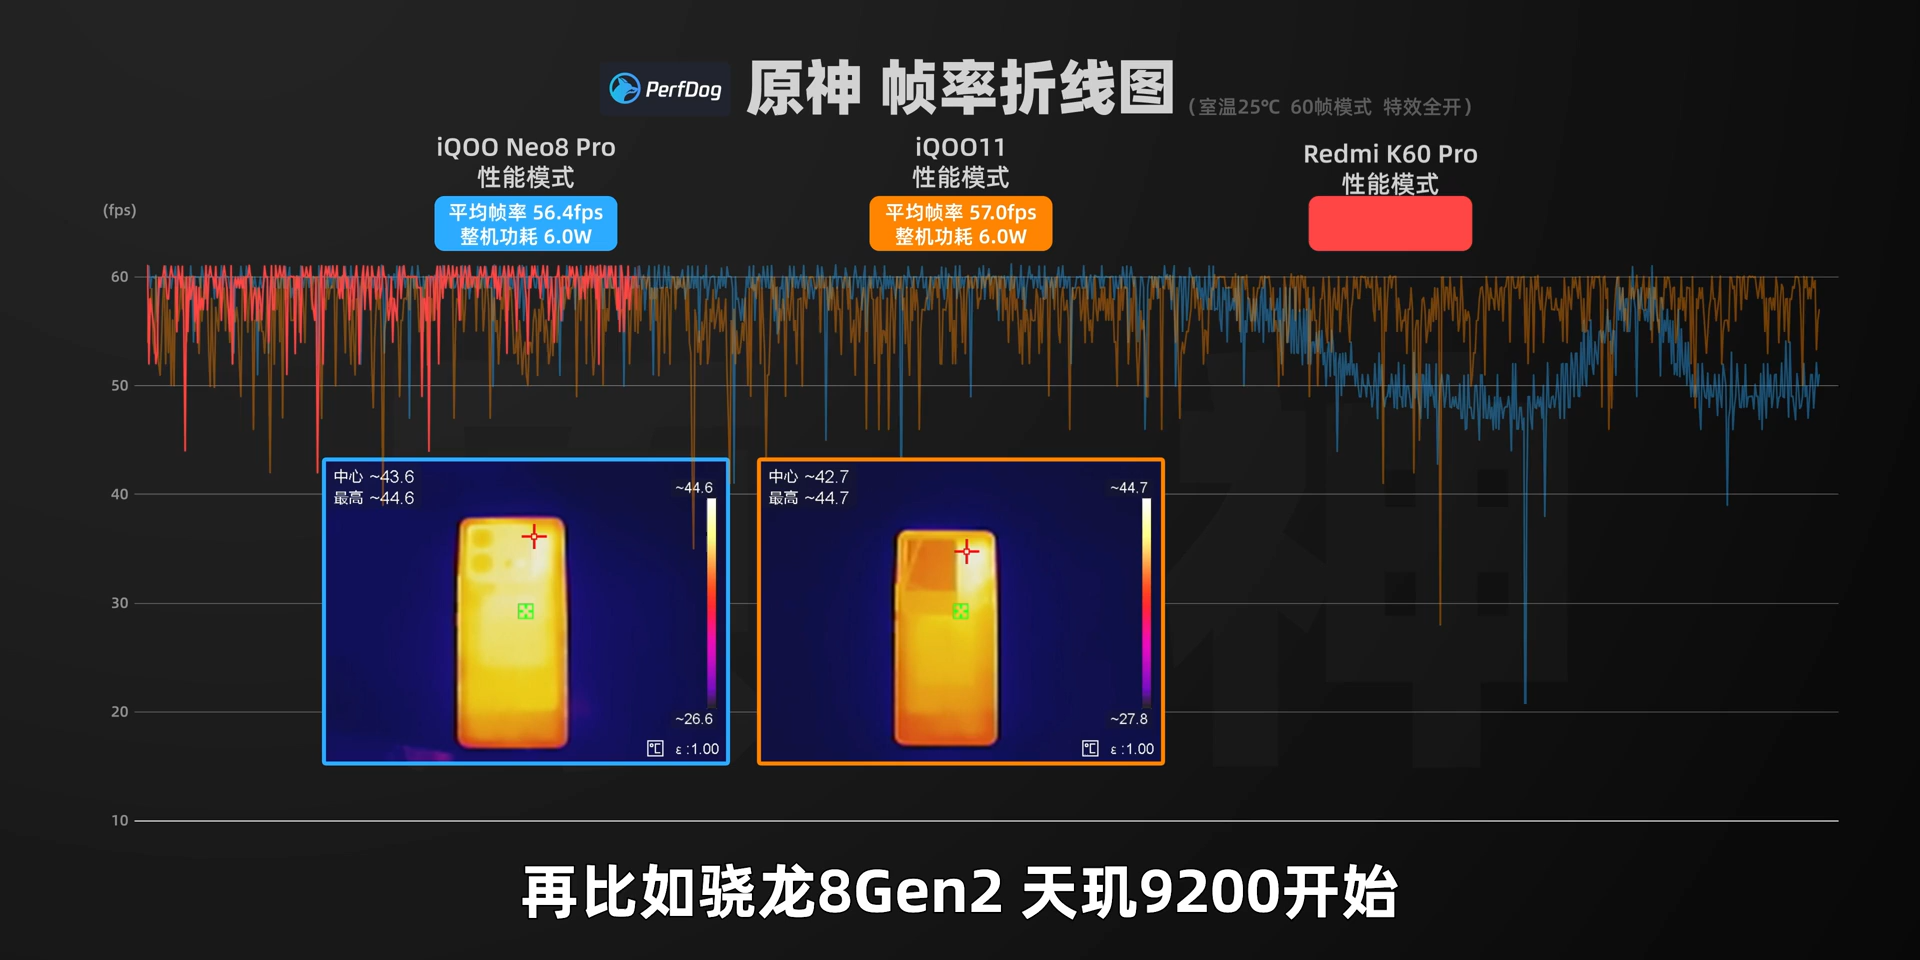 PerfDog
原神 帧率折线图
(室温25℃ 60帧模式 特效全开)
iQOO Neo8 Pro
性能模式
平均帧率 56.4fps
整机功耗 6.0W
iQOO11
性能模式
平均帧率 57.0fps
整机功耗 6.0W
Redmi K60 Pro
性能模式
(fps)
60
50
40
30
20
10
中心 ~43.6
最高 ~44.6
~44.6
~26.6
℃ ε:1.00
中心 ~42.7
最高 ~44.7
~44.7
~27.8
℃ ε:1.00
原神
再比如骁龙8Gen2 天玑9200开始